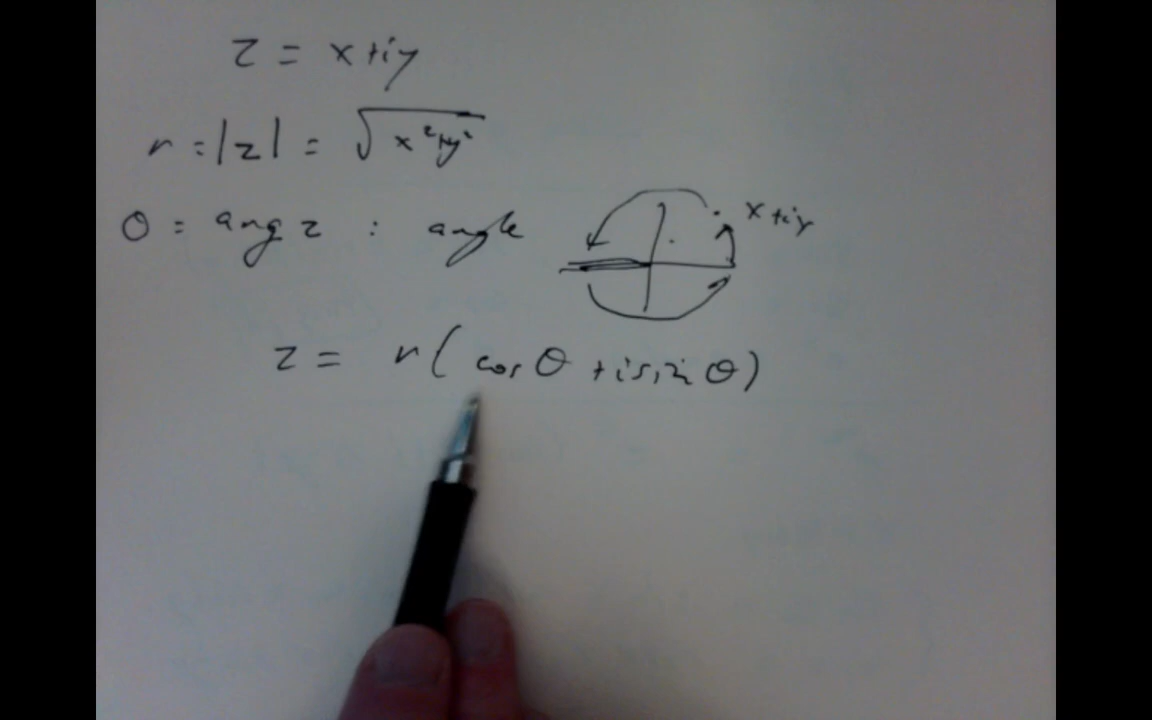 z = x+iy
r = |z| = √x²+y²
θ = arg z : angle
x+iy
z = r( cos θ + i sin θ)